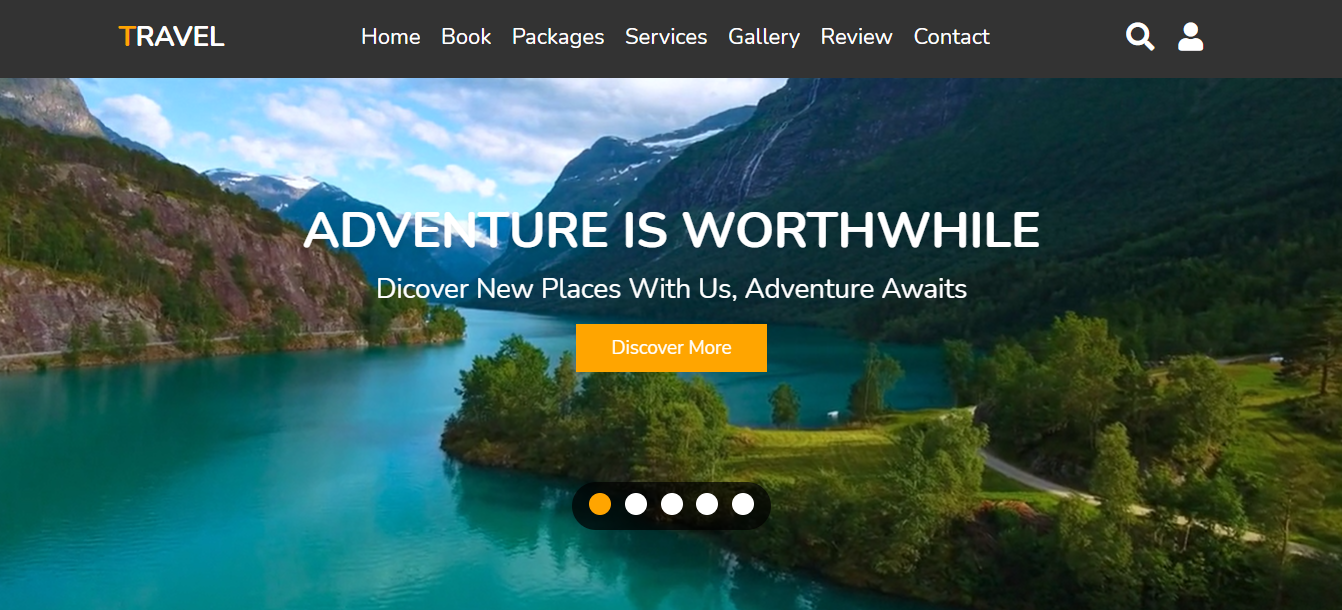 TRAVEL
Home Book Packages Services Gallery Review Contact
ADVENTURE IS WORTHWHILE
Dicover New Places With Us, Adventure Awaits
Discover More